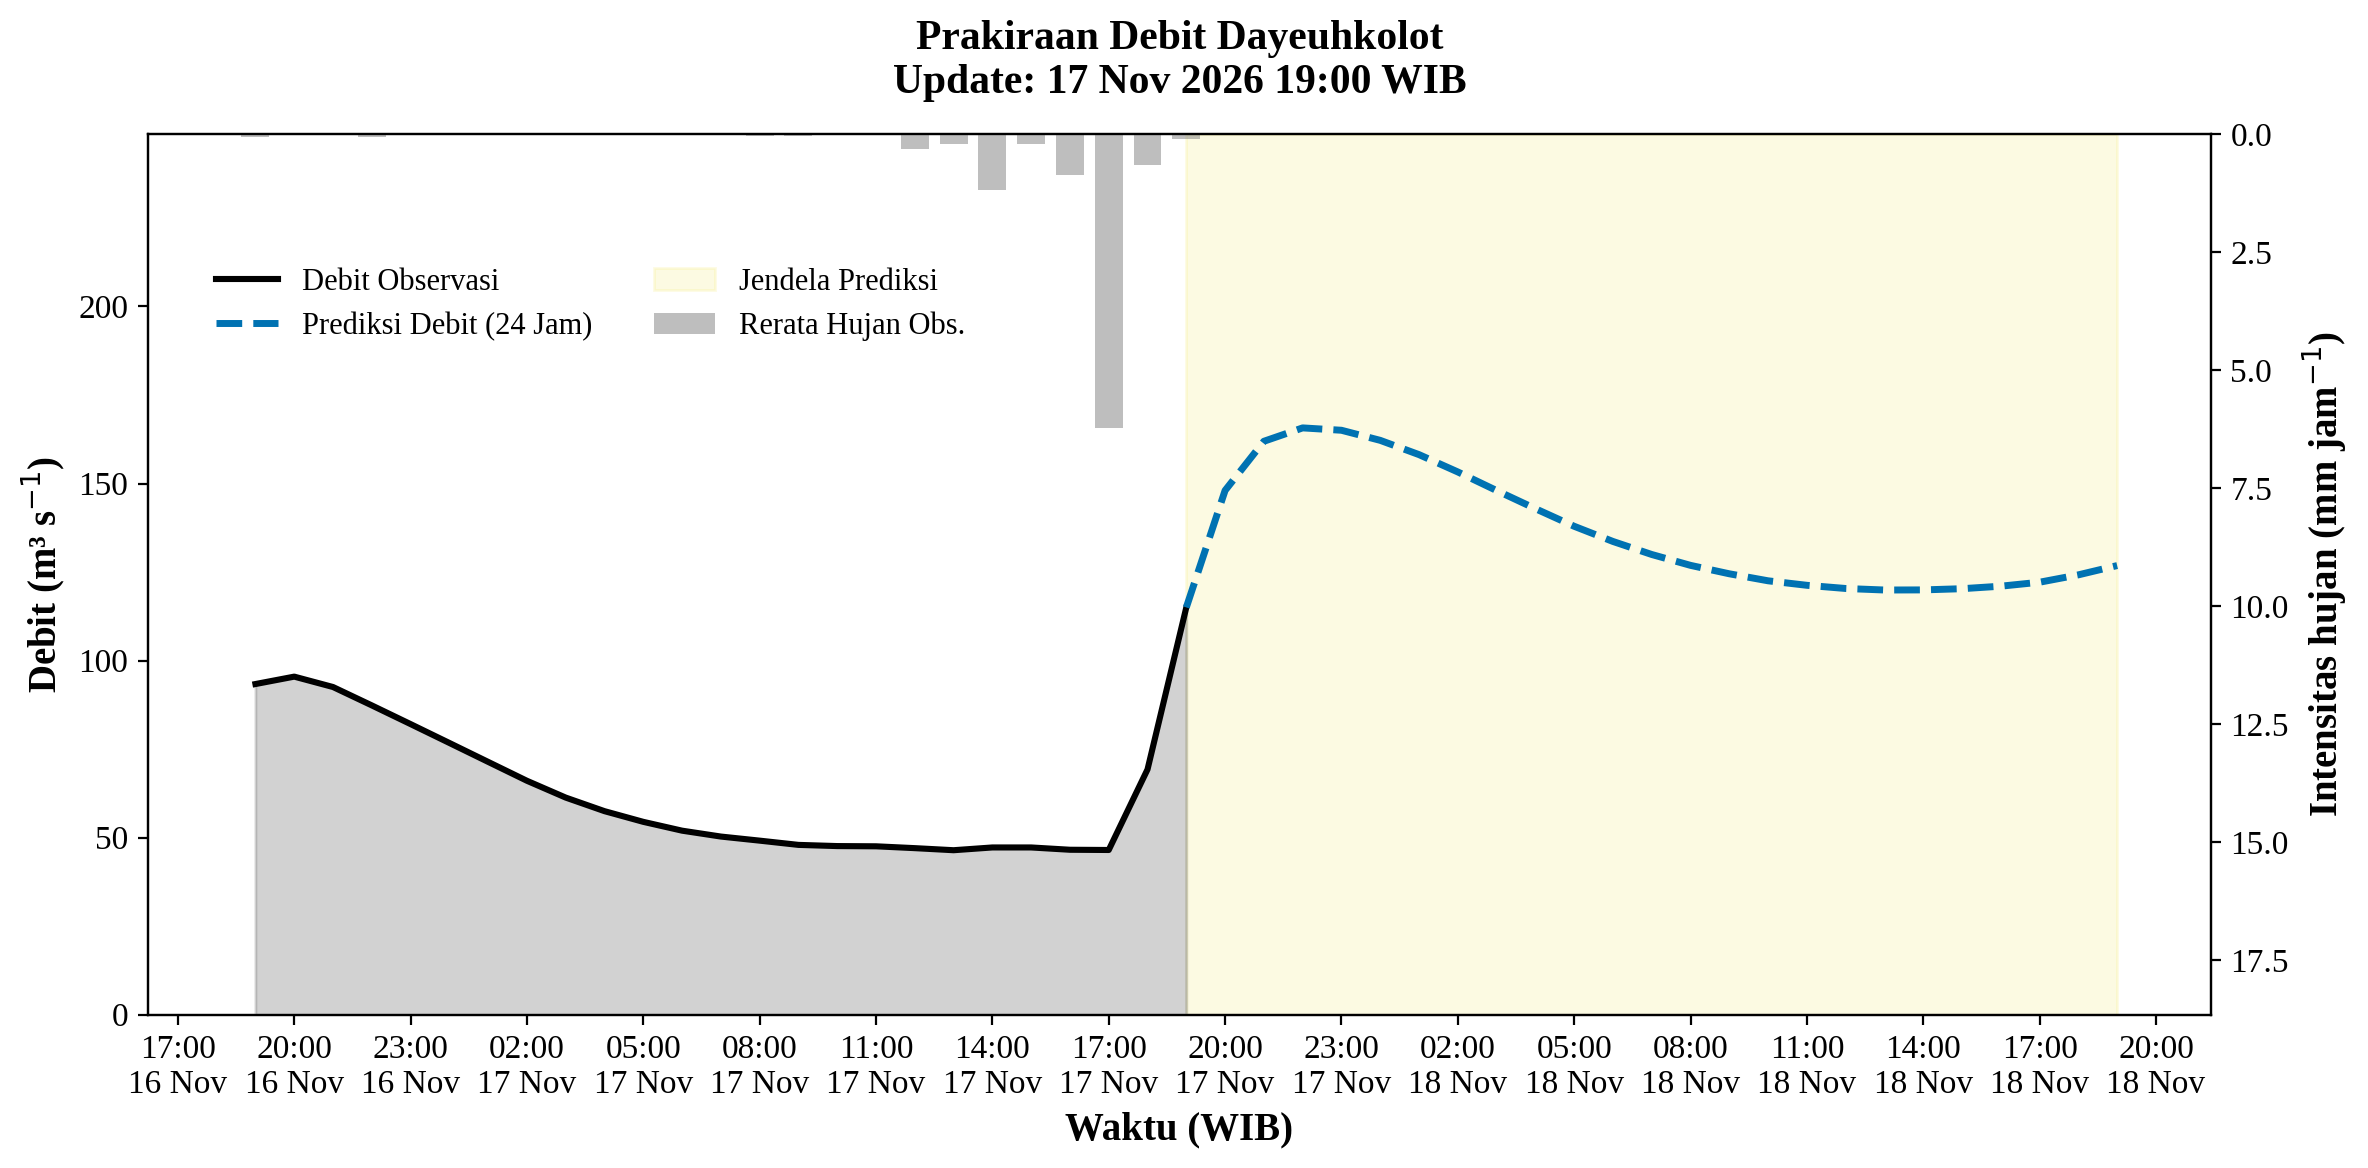 Prakiraan Debit Dayeuhkolot
Update: 17 Nov 2026 19:00 WIB
Debit Observasi
Prediksi Debit (24 Jam)
Jendela Prediksi
Rerata Hujan Obs.
Debit (m³ s⁻¹)
200
150
100
50
0
Intensitas hujan (mm jam⁻¹)
0.0
2.5
5.0
7.5
10.0
12.5
15.0
17.5
17:00 20:00 23:00 02:00 05:00 08:00 11:00 14:00 17:00 20:00 23:00 02:00 05:00 08:00 11:00 14:00 17:00 20:00
16 Nov 16 Nov 16 Nov 17 Nov 17 Nov 17 Nov 17 Nov 17 Nov 17 Nov 17 Nov 17 Nov 18 Nov 18 Nov 18 Nov 18 Nov 18 Nov 18 Nov 18 Nov
Waktu (WIB)